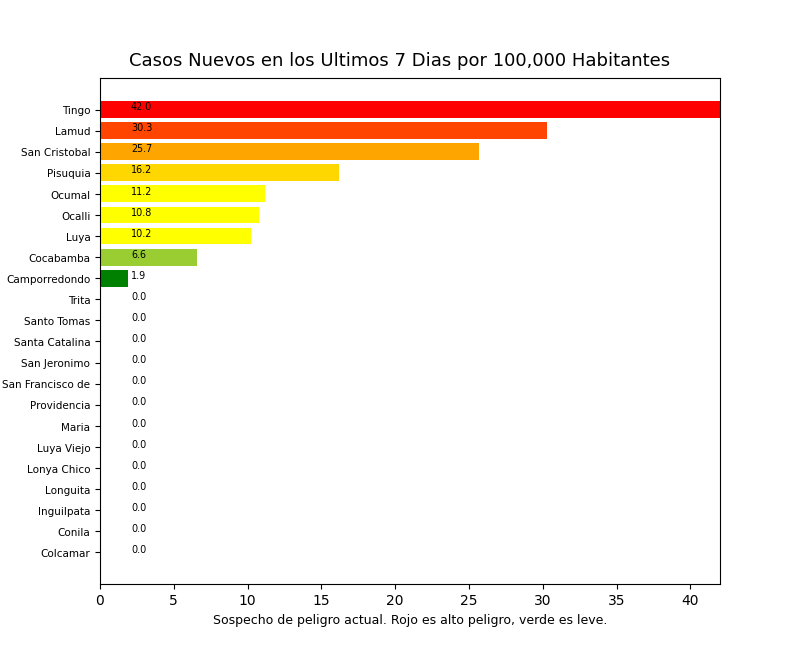 Casos Nuevos en los Ultimos 7 Dias por 100,000 Habitantes
Tingo 42.0
Lamud 30.3
San Cristobal 25.7
Pisuquia 16.2
Ocumal 11.2
Ocalli 10.8
Luya 10.2
Cocabamba 6.6
Camporredondo 1.9
Trita 0.0
Santo Tomas 0.0
Santa Catalina 0.0
San Jeronimo 0.0
San Francisco de 0.0
Providencia 0.0
Maria 0.0
Luya Viejo 0.0
Lonya Chico 0.0
Longuita 0.0
Inguilpata 0.0
Conila 0.0
Colcamar 0.0
0 5 10 15 20 25 30 35 40
Sospecho de peligro actual. Rojo es alto peligro, verde es leve.